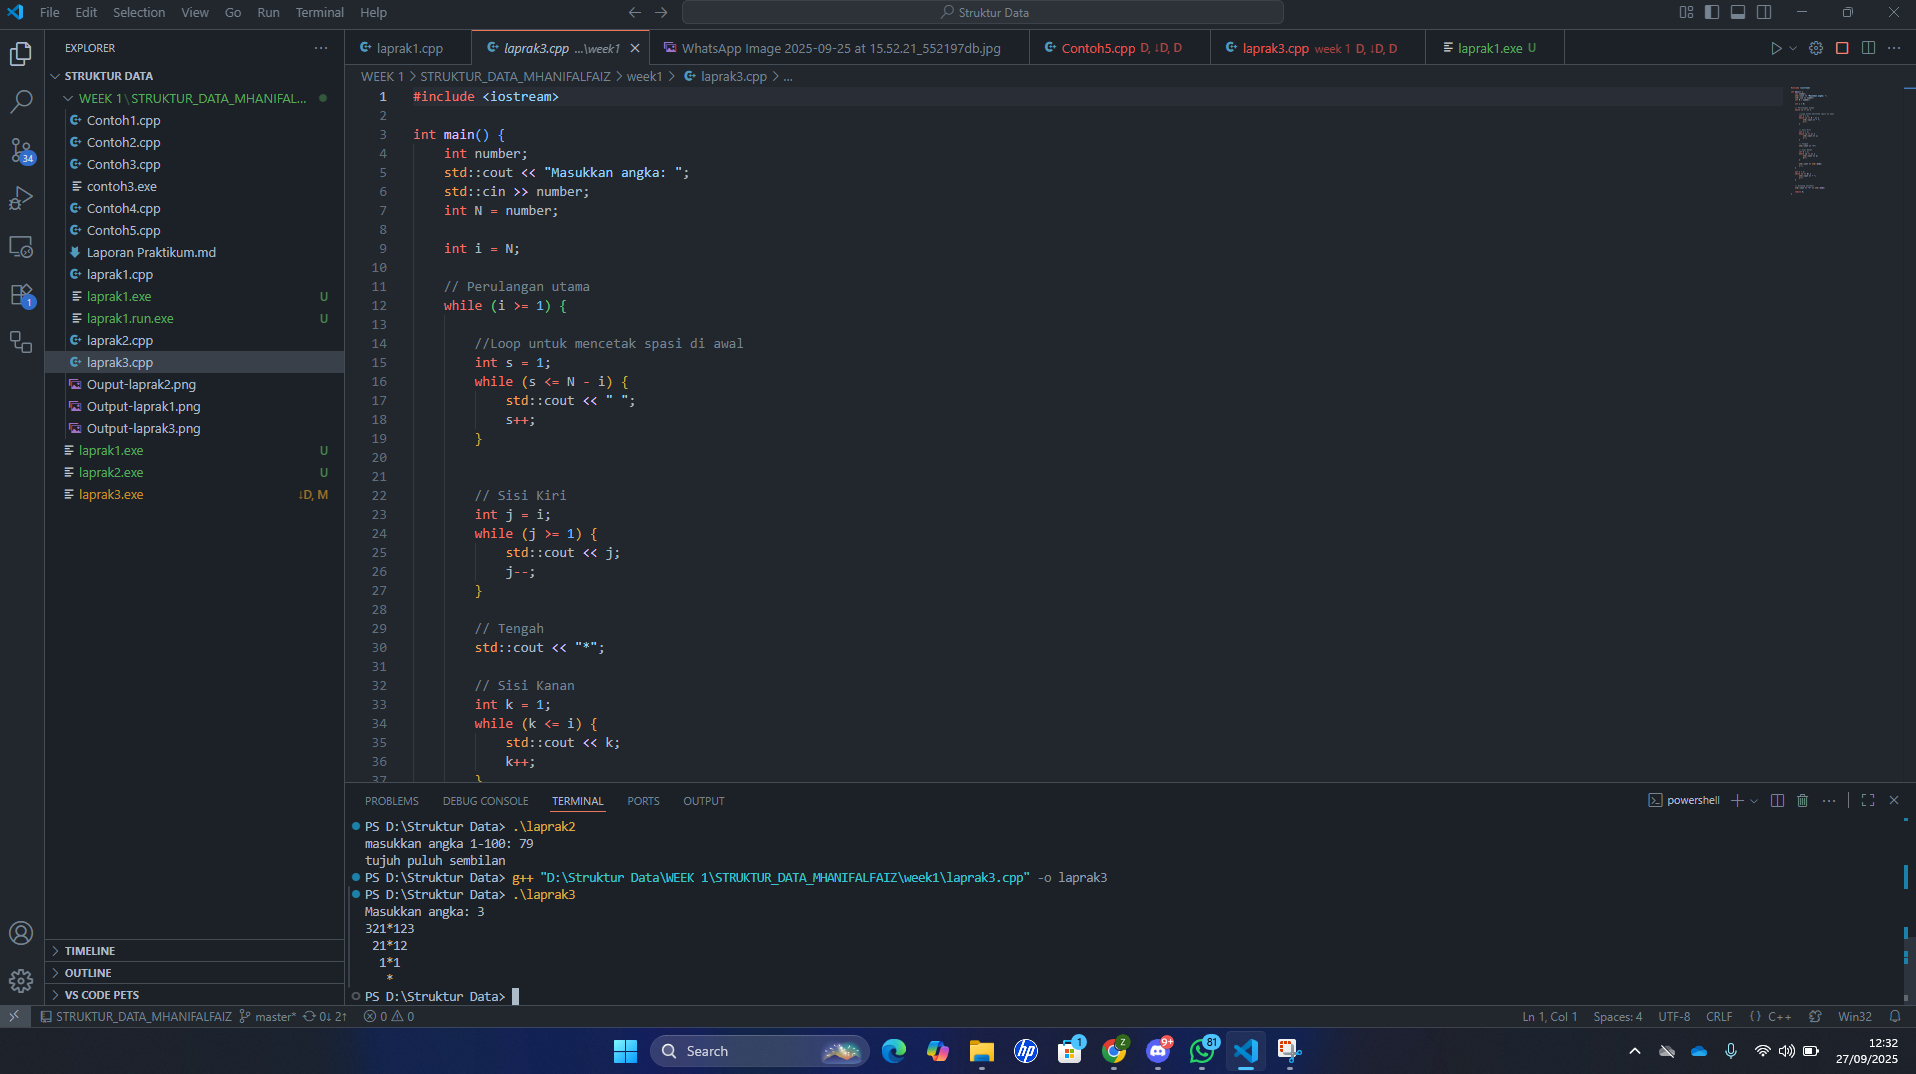 File Edit Selection View Go Run Terminal Help
Struktur Data
EXPLORER
STRUKTUR DATA
WEEK 1\STRUKTUR_DATA_MHANIFAL...
Contoh1.cpp
Contoh2.cpp
Contoh3.cpp
contoh3.exe
Contoh4.cpp
Contoh5.cpp
Laporan Praktikum.md
laprak1.cpp
laprak1.exe U
laprak1.run.exe U
laprak2.cpp
laprak3.cpp
Ouput-laprak2.png
Output-laprak1.png
Output-laprak3.png
laprak1.exe U
laprak2.exe U
laprak3.exe ↓D, M
TIMELINE
OUTLINE
VS CODE PETS
34
1
laprak1.cpp
laprak3.cpp ...\week1
WhatsApp Image 2025-09-25 at 15.52.21_552197db.jpg
Contoh5.cpp D, ↓D, D
laprak3.cpp week 1 D, ↓D, D
laprak1.exe U
WEEK 1 > STRUKTUR_DATA_MHANIFALFAIZ > week1 > laprak3.cpp > ...
1 #include <iostream>
2
3 int main() {
4 int number;
5 std::cout << "Masukkan angka: ";
6 std::cin >> number;
7 int N = number;
8
9 int i = N;
10
11 // Perulangan utama
12 while (i >= 1) {
13
14 //Loop untuk mencetak spasi di awal
15 int s = 1;
16 while (s <= N - i) {
17 std::cout << " ";
18 s++;
19 }
20
21
22 // Sisi Kiri
23 int j = i;
24 while (j >= 1) {
25 std::cout << j;
26 j--;
27 }
28
29 // Tengah
30 std::cout << "*";
31
32 // Sisi Kanan
33 int k = 1;
34 while (k <= i) {
35 std::cout << k;
36 k++;
37 }
PROBLEMS DEBUG CONSOLE TERMINAL PORTS OUTPUT
powershell
PS D:\Struktur Data> .\laprak2
masukkan angka 1-100: 79
tujuh puluh sembilan
PS D:\Struktur Data> g++ "D:\Struktur Data\WEEK 1\STRUKTUR_DATA_MHANIFALFAIZ\week1\laprak3.cpp" -o laprak3
PS D:\Struktur Data> .\laprak3
Masukkan angka: 3
321*123
 21*12
  1*1
   *
PS D:\Struktur Data>
STRUKTUR_DATA_MHANIFALFAIZ master* 0↓ 2↑ 0 0
Ln 1, Col 1 Spaces: 4 UTF-8 CRLF {} C++ Win32
Search
hp
1
Z
9+
81
12:32
27/09/2025